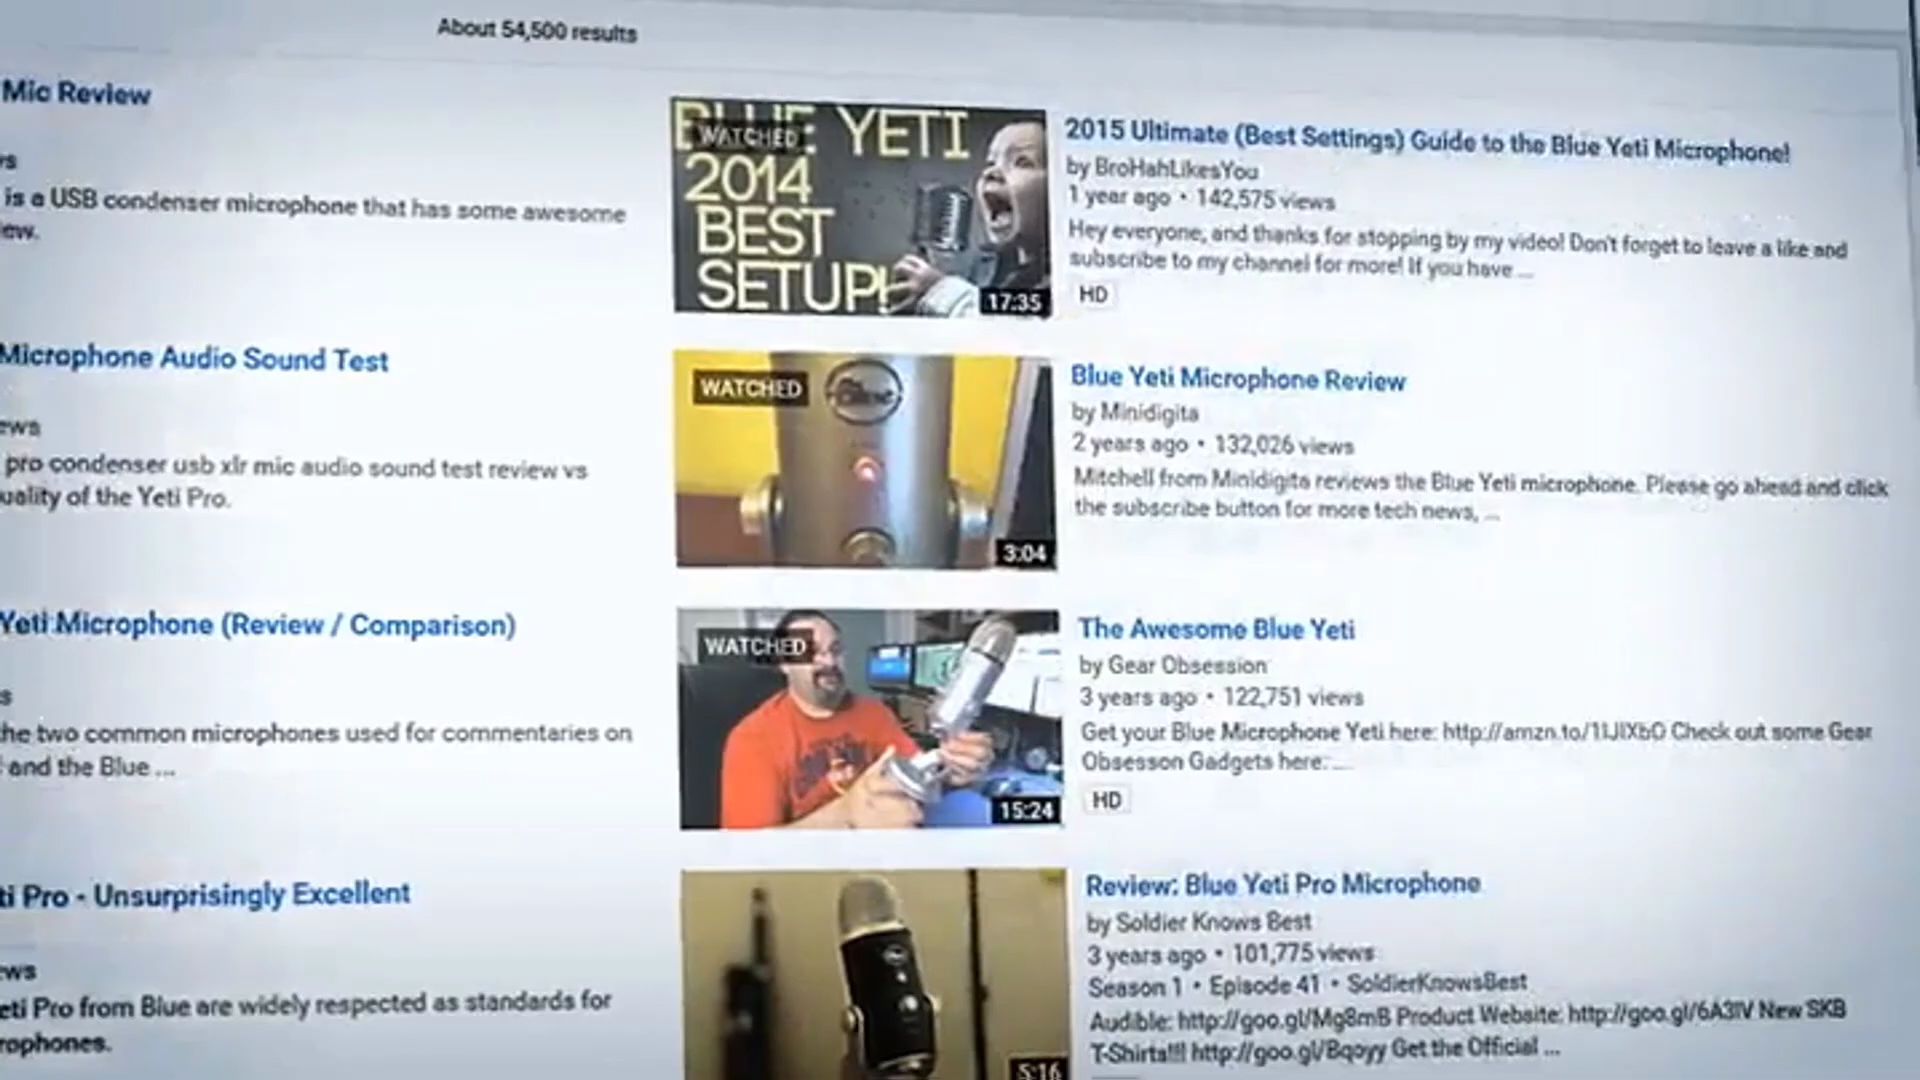 About 54,500 results
Mic Review
is a USB condenser microphone that has some awesome
Microphone Audio Sound Test
pro condenser usb xlr mic audio sound test review vs
of the Yeti Pro.
Yeti Microphone (Review / Comparison)
the two common microphones used for commentaries on
and the Blue ...
Pro - Unsurprisingly Excellent
Pro from Blue are widely respected as standards for
BLUE YETI
WATCHED
2014
BEST
SETUP!
17:35
2015 Ultimate (Best Settings) Guide to the Blue Yeti Microphone!
by BroHahLikesYou
1 year ago • 142,575 views
Hey everyone, and thanks for stopping by my video! Don't forget to leave a like and
subscribe to my channel for more! If you have ...
HD
WATCHED
Blue
3:04
Blue Yeti Microphone Review
by Minidigita
2 years ago • 132,026 views
Mitchell from Minidigita reviews the Blue Yeti microphone. Please go ahead and click
the subscribe button for more tech news, ...
WATCHED
15:24
The Awesome Blue Yeti
by Gear Obsession
3 years ago • 122,751 views
Get your Blue Microphone Yeti here: Check out some Gear
Obsesson Gadgets here: ...
HD
5:16
Review: Blue Yeti Pro Microphone
by Soldier Knows Best
3 years ago • 101,775 views
Season 1 • Episode 41 • SoldierKnowsBest
Audible: http://goo.gl/Mg8mB Product Website: http://goo.gl/6A3IV New SKB
T-Shirts!!! http://goo.gl/Bqoyy Get the Official ...